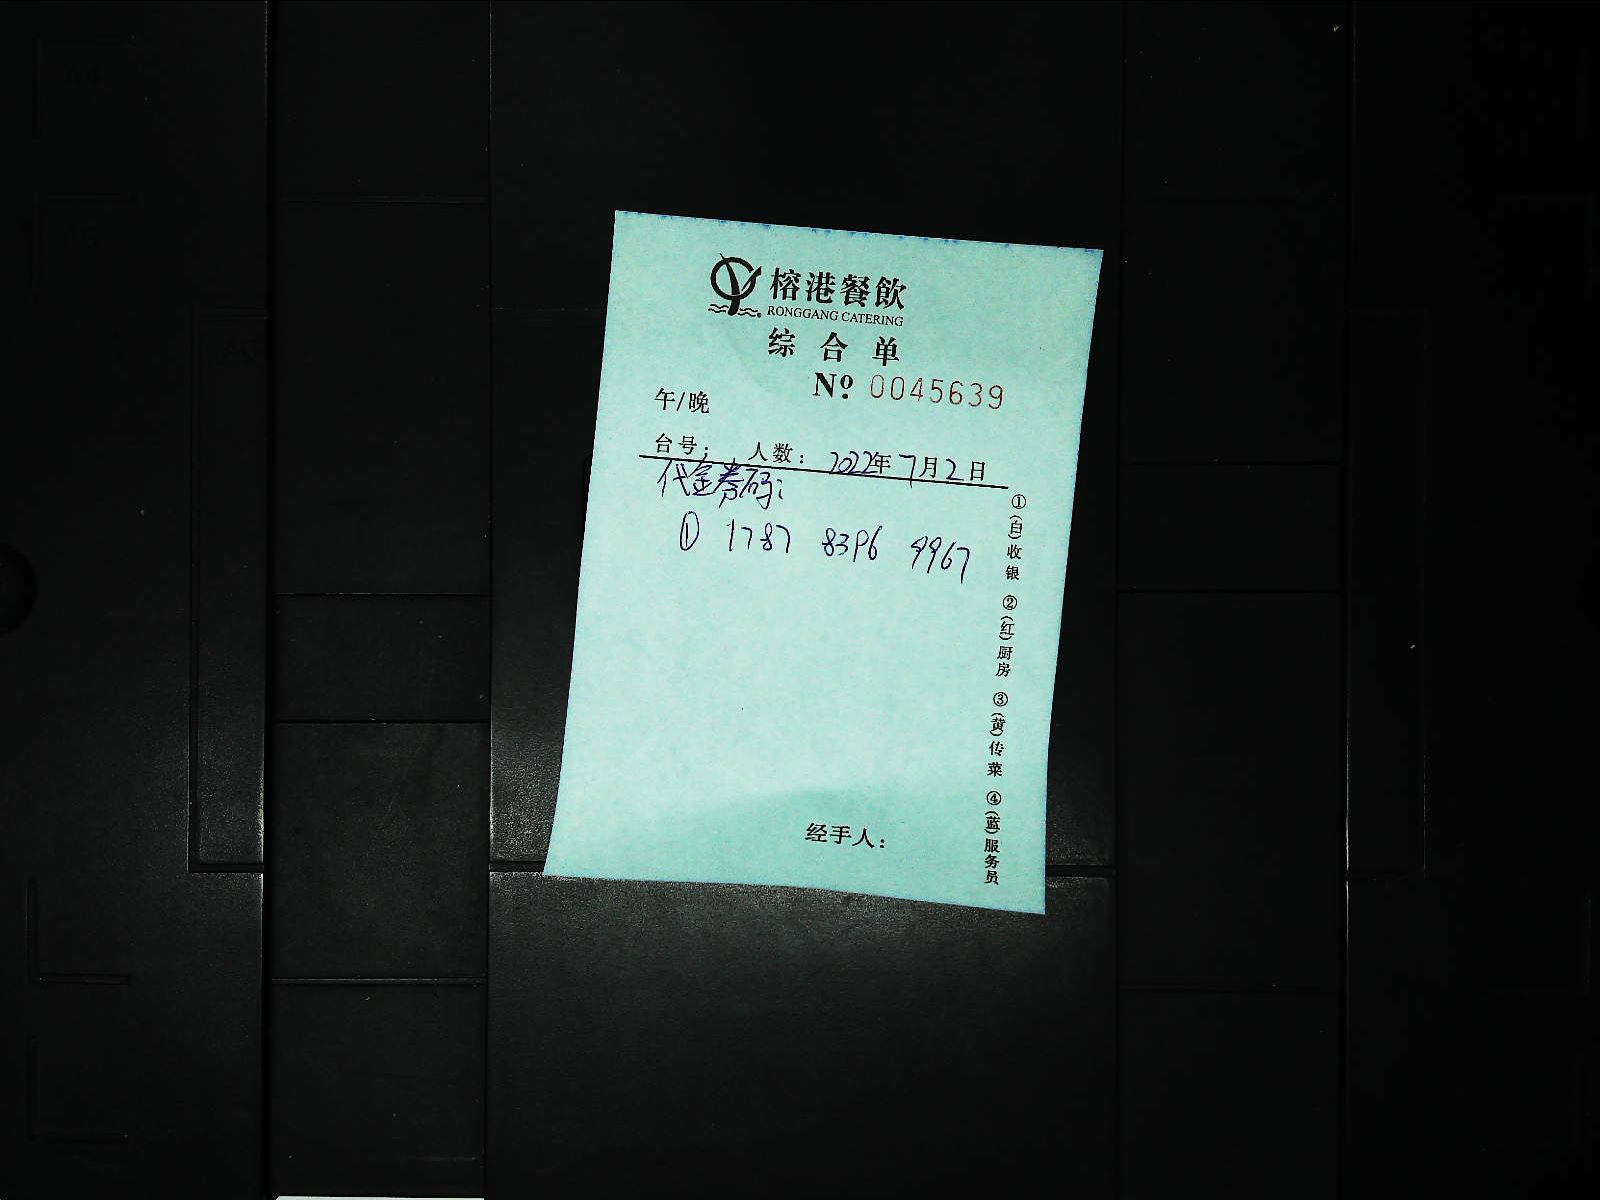 榕港餐飲
RONGGANG CATERING
综合单
Nº 0045639
午/晚
台号: 人数: 2022年7月2日
代金券码:
① 1787 8396 9967
①(白)收银 ②(红)厨房 ③(黄)传菜 ④(蓝)服务员
经手人: